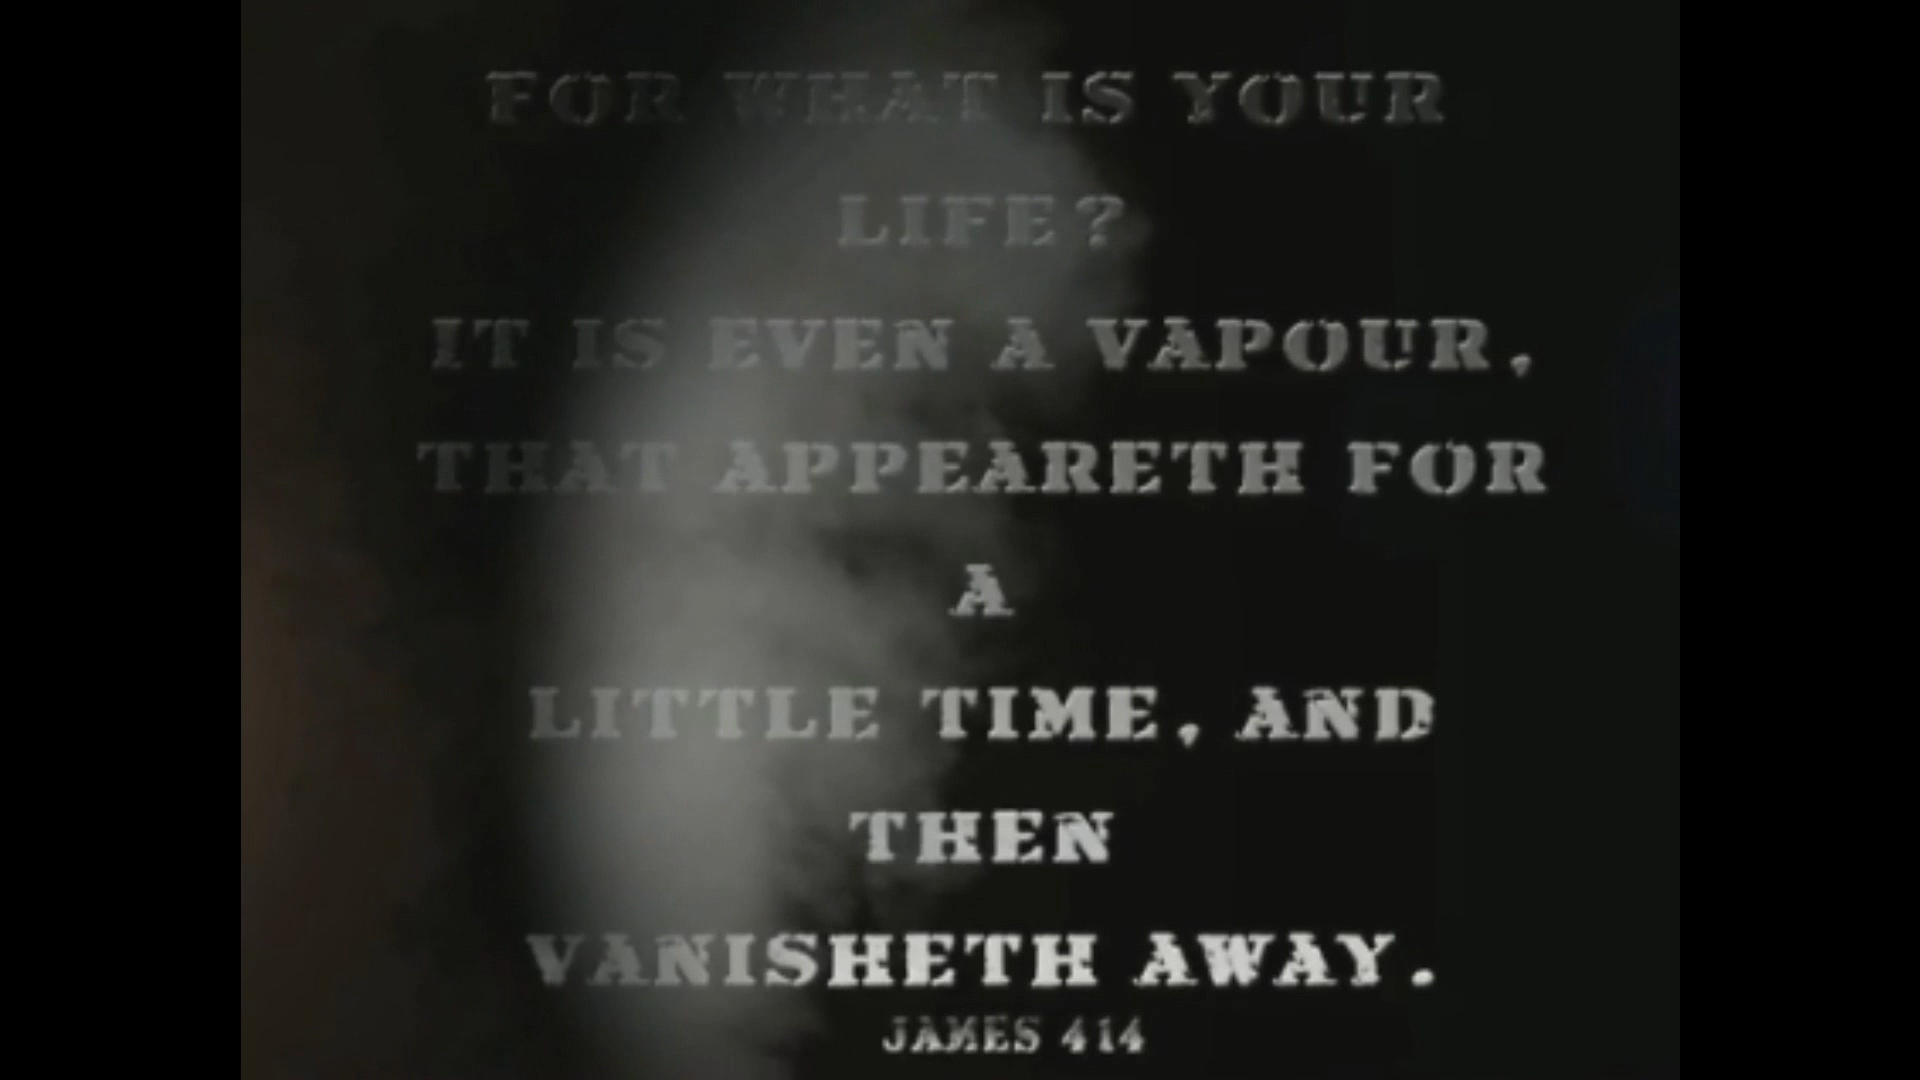 FOR WHAT IS YOUR
LIFE?
IT IS EVEN A VAPOUR,
THAT APPEARETH FOR
A
LITTLE TIME, AND
THEN
VANISHETH AWAY.
JAMES 414